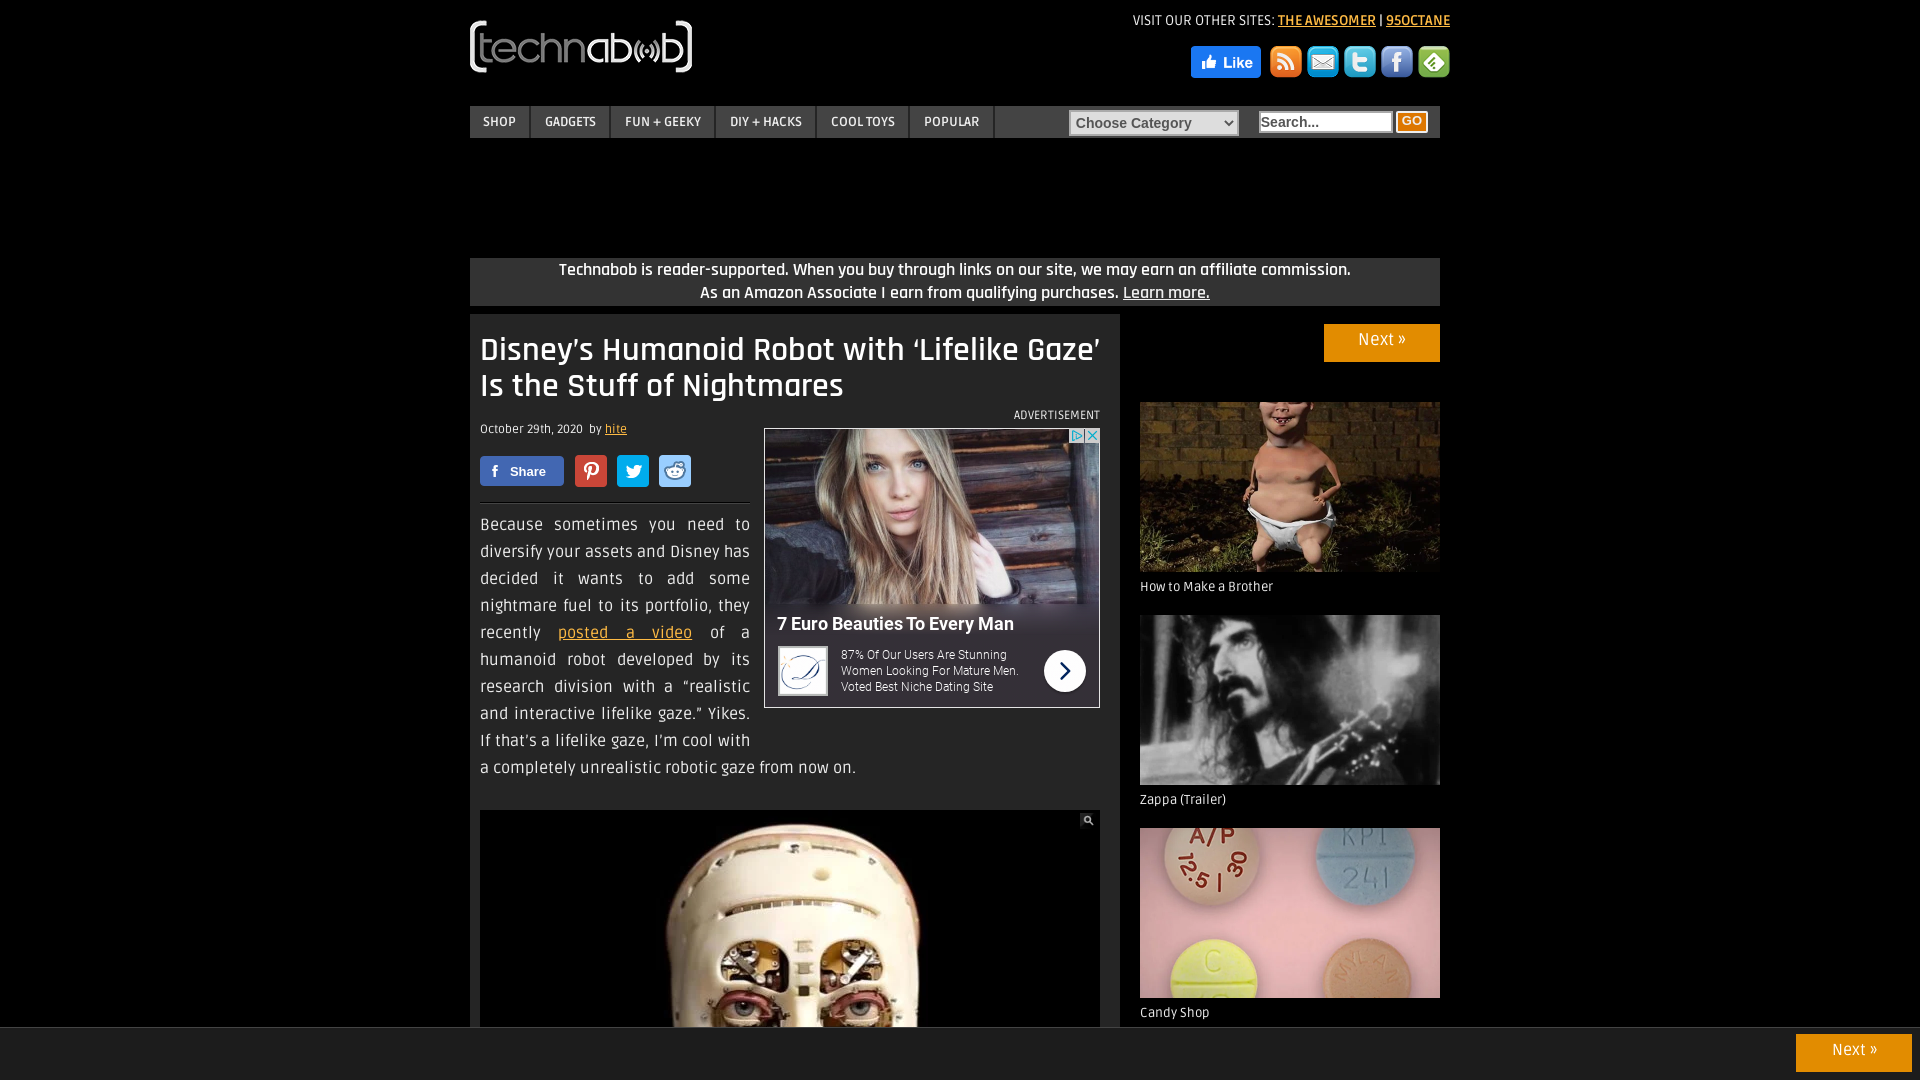 VISIT OUR OTHER SITES: THE AWESOMER | 95OCTANE
[technabob]
Like
SHOP
GADGETS
FUN + GEEKY
DIY + HACKS
COOL TOYS
POPULAR
Choose Category
Search...
GO
Technabob is reader-supported. When you buy through links on our site, we may earn an affiliate commission.
As an Amazon Associate I earn from qualifying purchases. Learn more.
Disney’s Humanoid Robot with ‘Lifelike Gaze’
Is the Stuff of Nightmares
Next »
ADVERTISEMENT
October 29th, 2020 by hite
Share
Because sometimes you need to
diversify your assets and Disney has
decided it wants to add some
nightmare fuel to its portfolio, they
recently posted a video of a
humanoid robot developed by its
research division with a “realistic
and interactive lifelike gaze.” Yikes.
If that’s a lifelike gaze, I’m cool with
a completely unrealistic robotic gaze from now on.
7 Euro Beauties To Every Man
87% Of Our Users Are Stunning
Women Looking For Mature Men.
Voted Best Niche Dating Site
How to Make a Brother
Zappa (Trailer)
A/P
12.5 | 30
KPI
241
C
MYLAN
Candy Shop
Next »